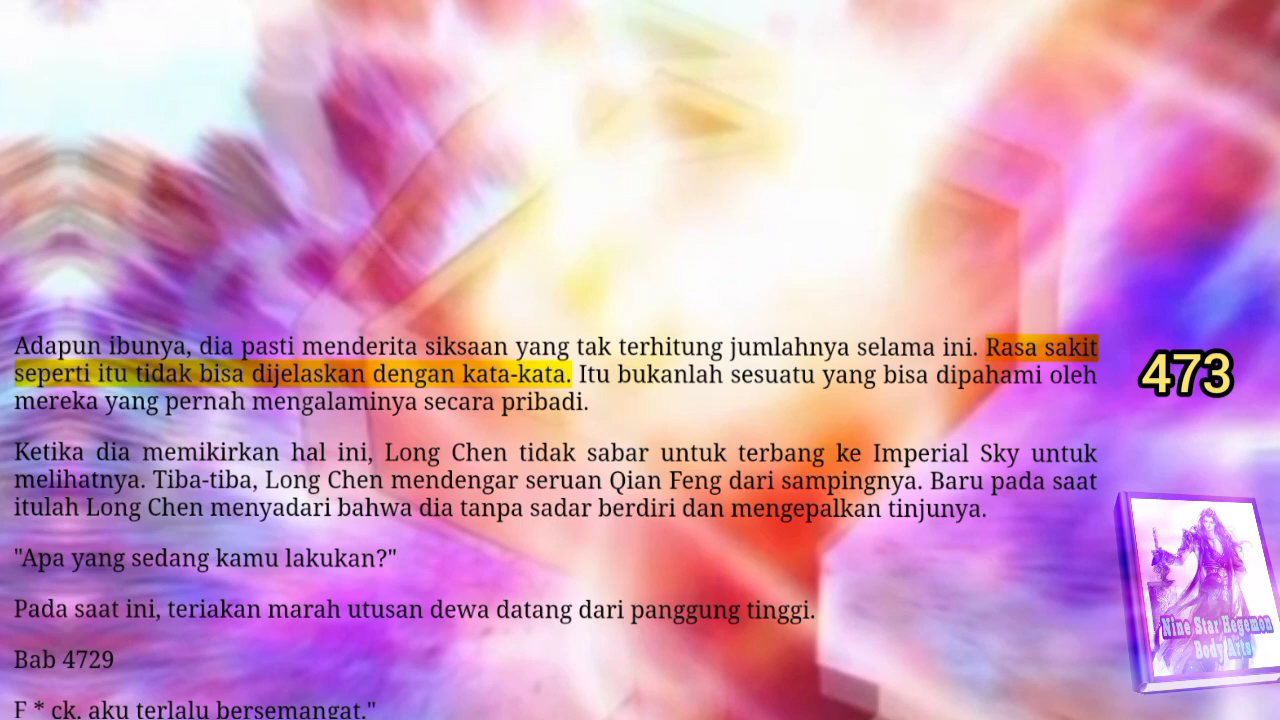 Adapun ibunya, dia pasti menderita siksaan yang tak terhitung jumlahnya selama ini. Rasa sakit
seperti itu tidak bisa dijelaskan dengan kata-kata. Itu bukanlah sesuatu yang bisa dipahami oleh
mereka yang pernah mengalaminya secara pribadi.
Ketika dia memikirkan hal ini, Long Chen tidak sabar untuk terbang ke Imperial Sky untuk
melihatnya. Tiba-tiba, Long Chen mendengar seruan Qian Feng dari sampingnya. Baru pada saat
itulah Long Chen menyadari bahwa dia tanpa sadar berdiri dan mengepalkan tinjunya.
"Apa yang sedang kamu lakukan?"
Pada saat ini, teriakan marah utusan dewa datang dari panggung tinggi.
Bab 4729
F * ck, aku terlalu bersemangat."
473
Nine Star Hegemon
Body Arts